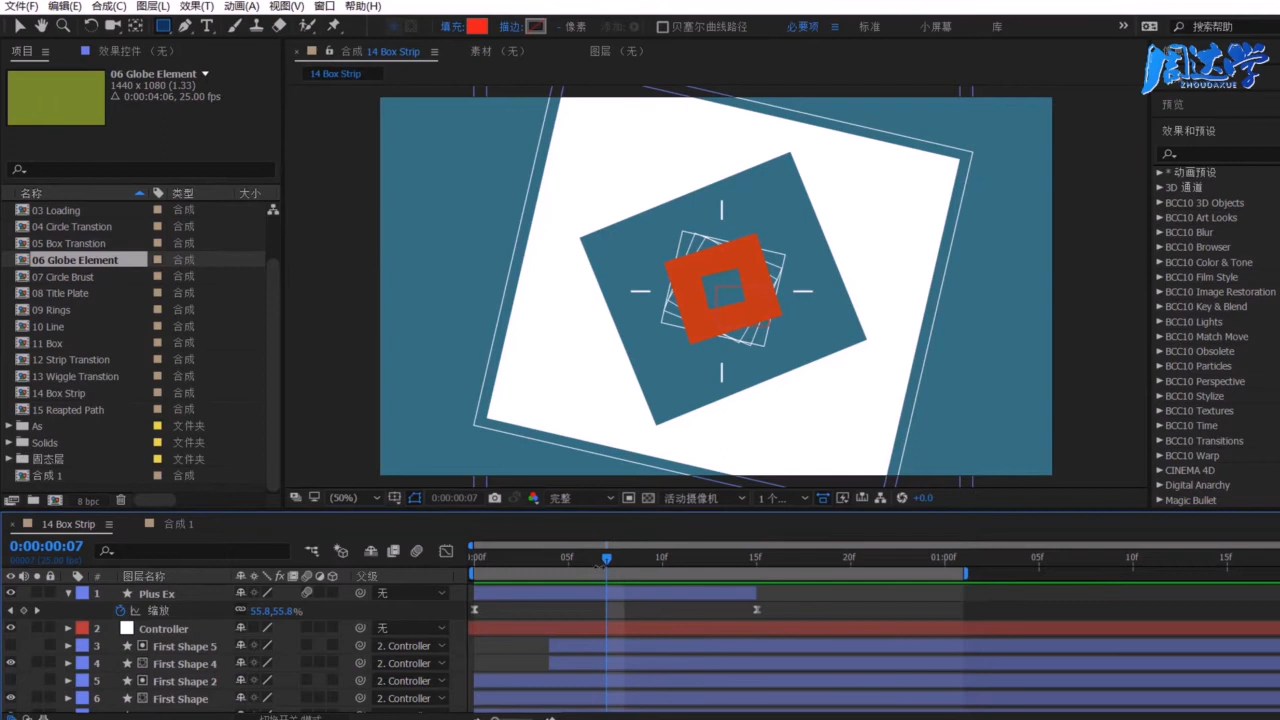 文件(F) 编辑(E) 合成(C) 图层(L) 效果(T) 动画(A) 视图(V) 窗口 帮助(H)
填充: 描边: - 像素 添加: 贝塞尔曲线路径 必要项 标准 小屏幕 库 搜索帮助
项目 效果控件 (无) 合成 14 Box Strip 素材 (无) 图层 (无)
周达学
ZHOUDAXUE
14 Box Strip
06 Globe Element
1440 x 1080 (1.33)
Δ 0:00:04:06, 25.00 fps
预览
效果和预设
名称 类型 大小
03 Loading 合成
04 Circle Transtion 合成
05 Box Transtion 合成
06 Globe Element 合成
07 Circle Brust 合成
08 Title Plate 合成
09 Rings 合成
10 Line 合成
11 Box 合成
12 Strip Transtion 合成
13 Wiggle Transtion 合成
14 Box Strip 合成
15 Reapted Path 合成
As 文件夹
Solids 文件夹
固态层 文件夹
合成 1 合成
8 bpc
* 动画预设
3D 通道
BCC10 3D Objects
BCC10 Art Looks
BCC10 Blur
BCC10 Browser
BCC10 Color & Tone
BCC10 Film Style
BCC10 Image Restoration
BCC10 Key & Blend
BCC10 Lights
BCC10 Match Move
BCC10 Obsolete
BCC10 Particles
BCC10 Perspective
BCC10 Stylize
BCC10 Textures
BCC10 Time
BCC10 Transitions
BCC10 Warp
CINEMA 4D
Digital Anarchy
Magic Bullet
(50%) 0:00:00:07 完整 活动摄像机 1 个... +0.0
14 Box Strip 合成 1
0:00:00:07
00007 (25.00 fps)
:00f 05f 10f 15f 20f 01:00f 05f 10f 15f
# 图层名称 父级
1 Plus Ex 无
缩放 55.8,55.8%
2 Controller 无
3 First Shape 5 2. Controller
4 First Shape 4 2. Controller
5 First Shape 2 2. Controller
6 First Shape 2. Controller
切换开关/模式